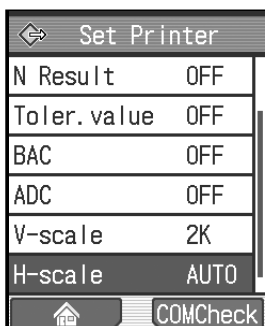 Set Printer
N Result OFF
Toler.value OFF
BAC OFF
ADC OFF
V-scale 2K
H-scale AUTO
COMCheck